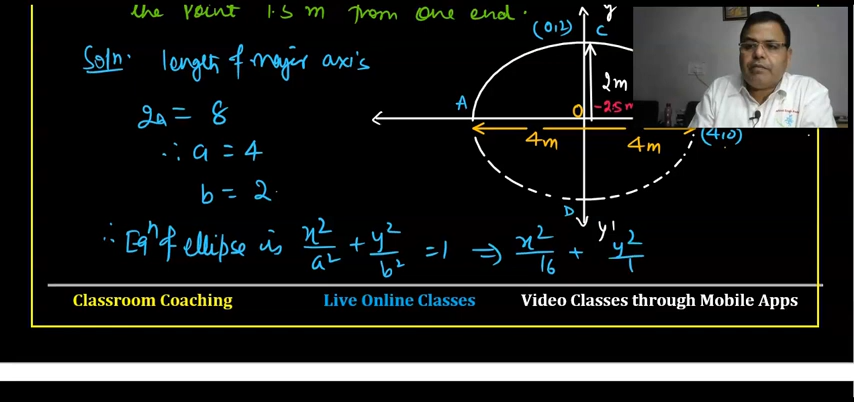 the point 1.5 m from one end.
Soln. length of major axis
2a = 8
∴ a = 4
b = 2
∴ Eqⁿ of ellipse is x²/a² + y²/b² = 1 ⇒ x²/16 + y²/1
y
(0,2) C
A
O
2m
-2.5 m
4m 4m (4,0)
D
y'
Classroom Coaching Live Online Classes Video Classes through Mobile Apps